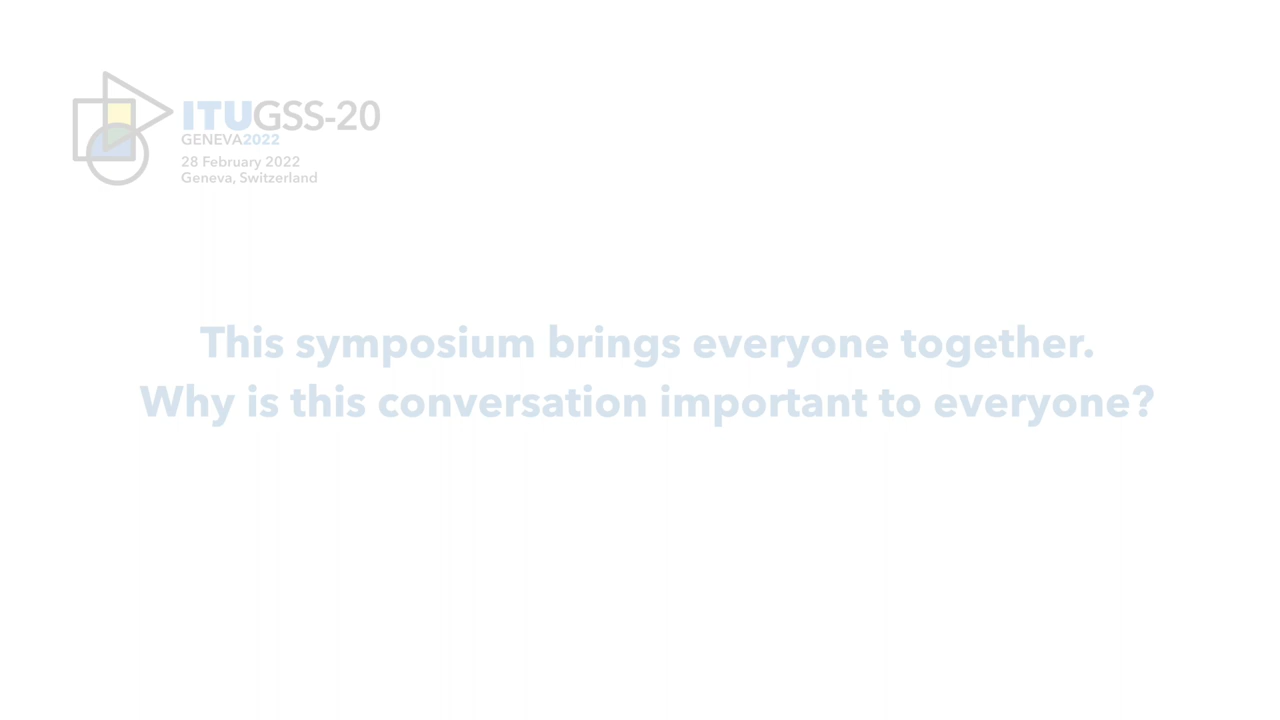 ITUGSS-20
GENEVA2022
28 February 2022
Geneva, Switzerland
This symposium brings everyone together.
Why is this conversation important to everyone?